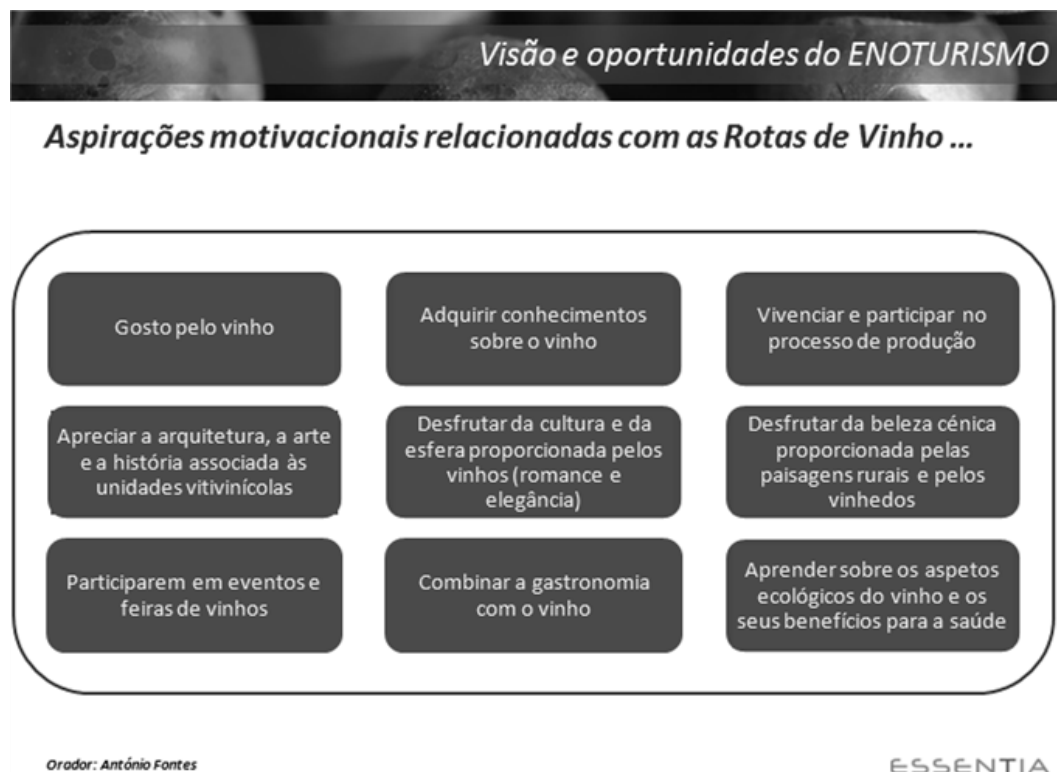 Visão e oportunidades do ENOTURISMO
Aspirações motivacionais relacionadas com as Rotas de Vinho ...
Gosto pelo vinho
Adquirir conhecimentos
sobre o vinho
Vivenciar e participar no
processo de produção
Apreciar a arquitetura, a arte
e a história associada às
unidades vitivinícolas
Desfrutar da cultura e da
esfera proporcionada pelos
vinhos (romance e
elegância)
Desfrutar da beleza cénica
proporcionada pelas
paisagens rurais e pelos
vinhedos
Participarem em eventos e
feiras de vinhos
Combinar a gastronomia
com o vinho
Aprender sobre os aspetos
ecológicos do vinho e os
seus benefícios para a saúde
Orador: António Fontes
ESSENTIA